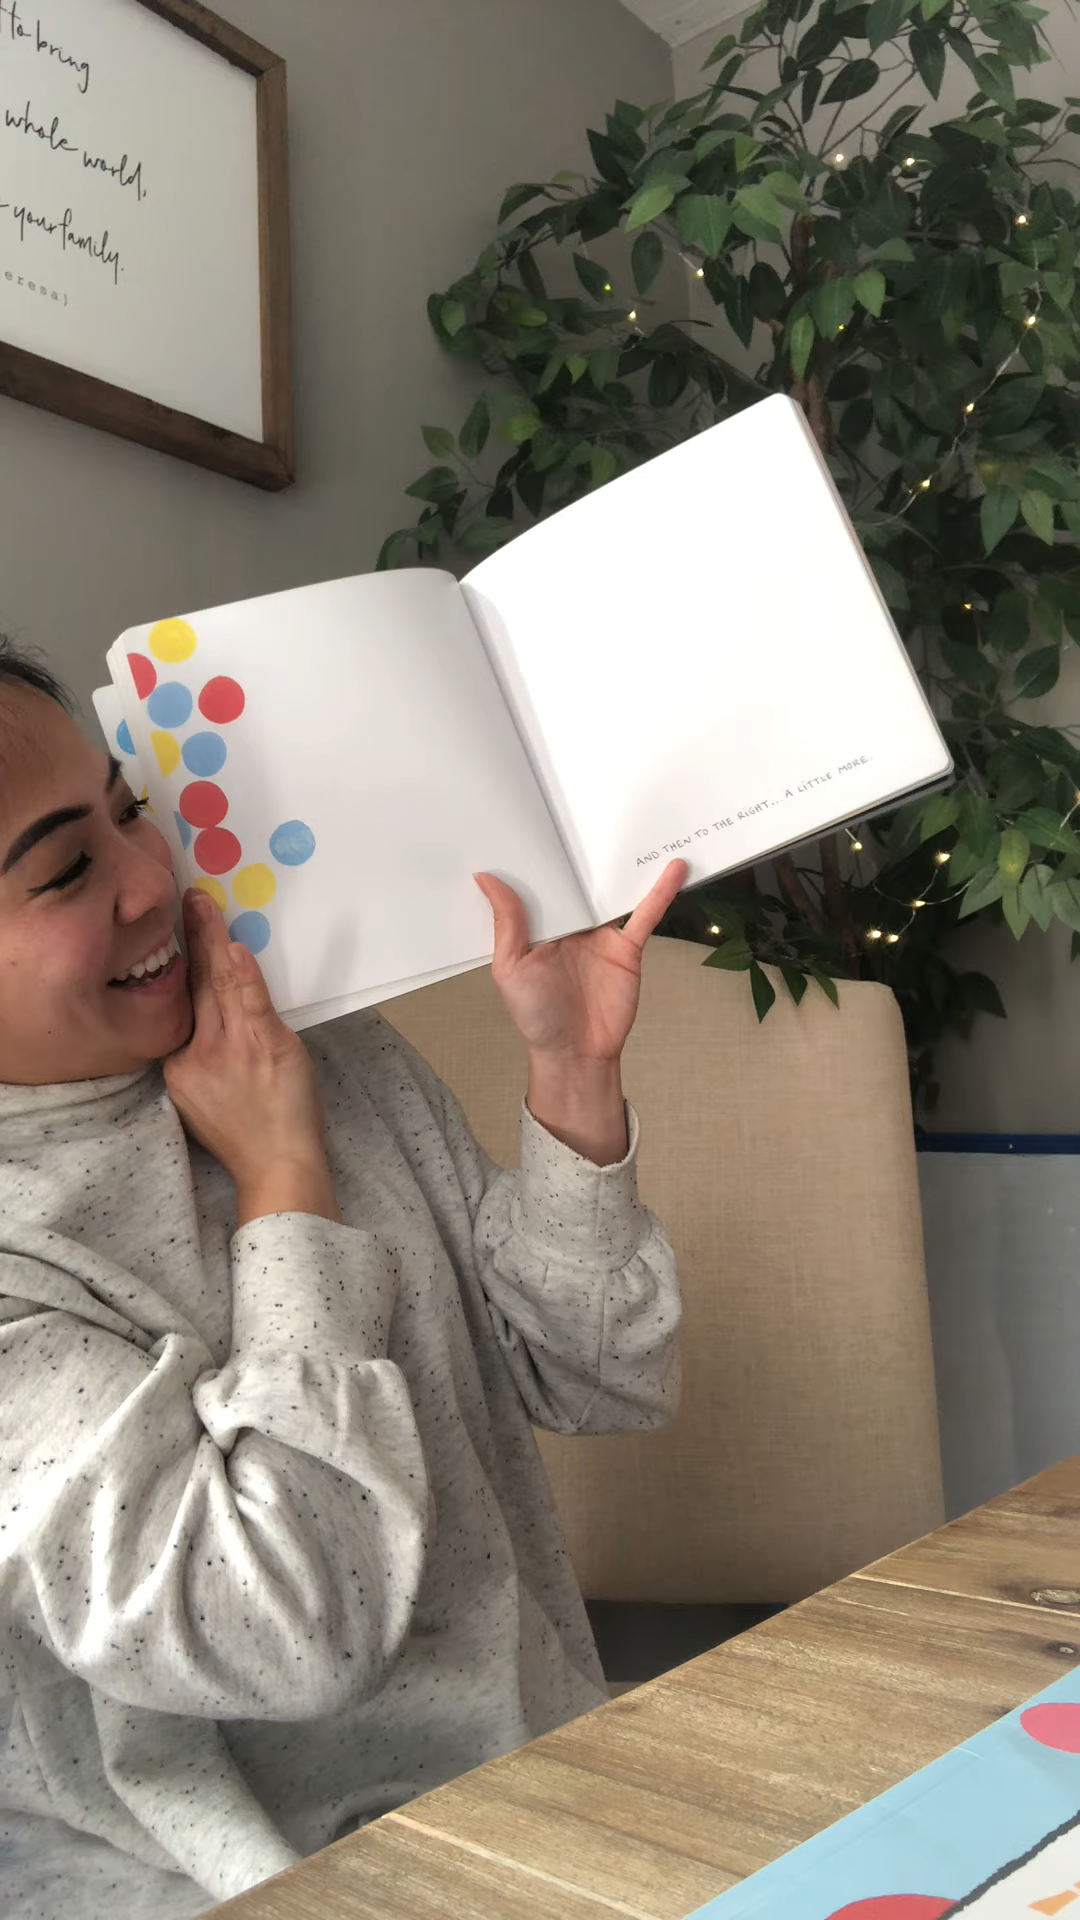 to bring
whole world,
your family.
eresa)
AND THEN TO THE RIGHT... A LITTLE MORE.